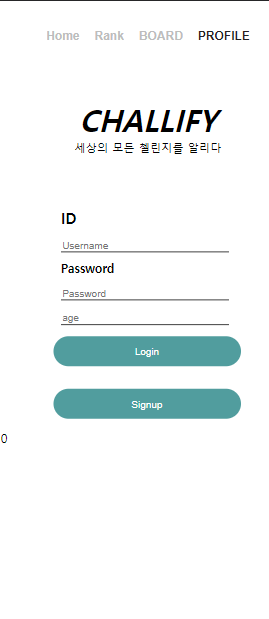 Home Rank BOARD PROFILE
CHALLIFY
세상의 모든 첼린지를 알리다
ID
Username
Password
Password
age
Login
Signup
0